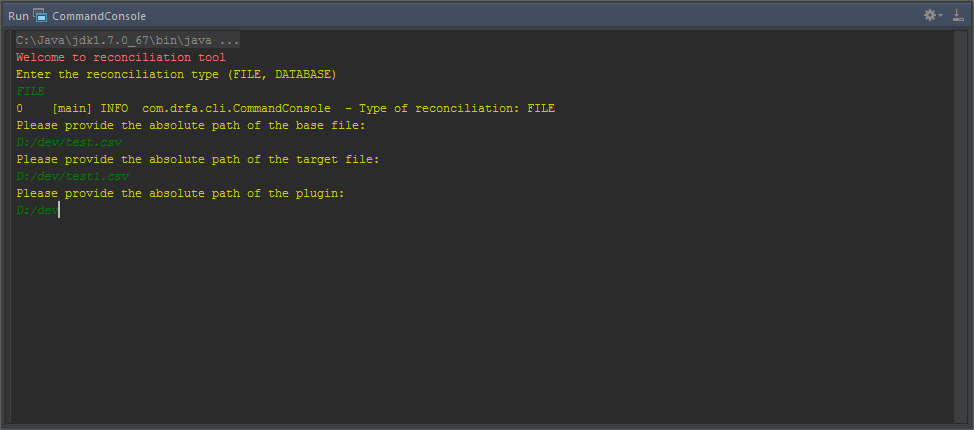 Run CommandConsole
C:\Java\jdk1.7.0_67\bin\java ...
Welcome to reconciliation tool
Enter the reconciliation type (FILE, DATABASE)
FILE
0    [main] INFO  com.drfa.cli.CommandConsole  - Type of reconciliation: FILE
Please provide the absolute path of the base file:
D:/dev/test.csv
Please provide the absolute path of the target file:
D:/dev/test1.csv
Please provide the absolute path of the plugin:
D:/dev